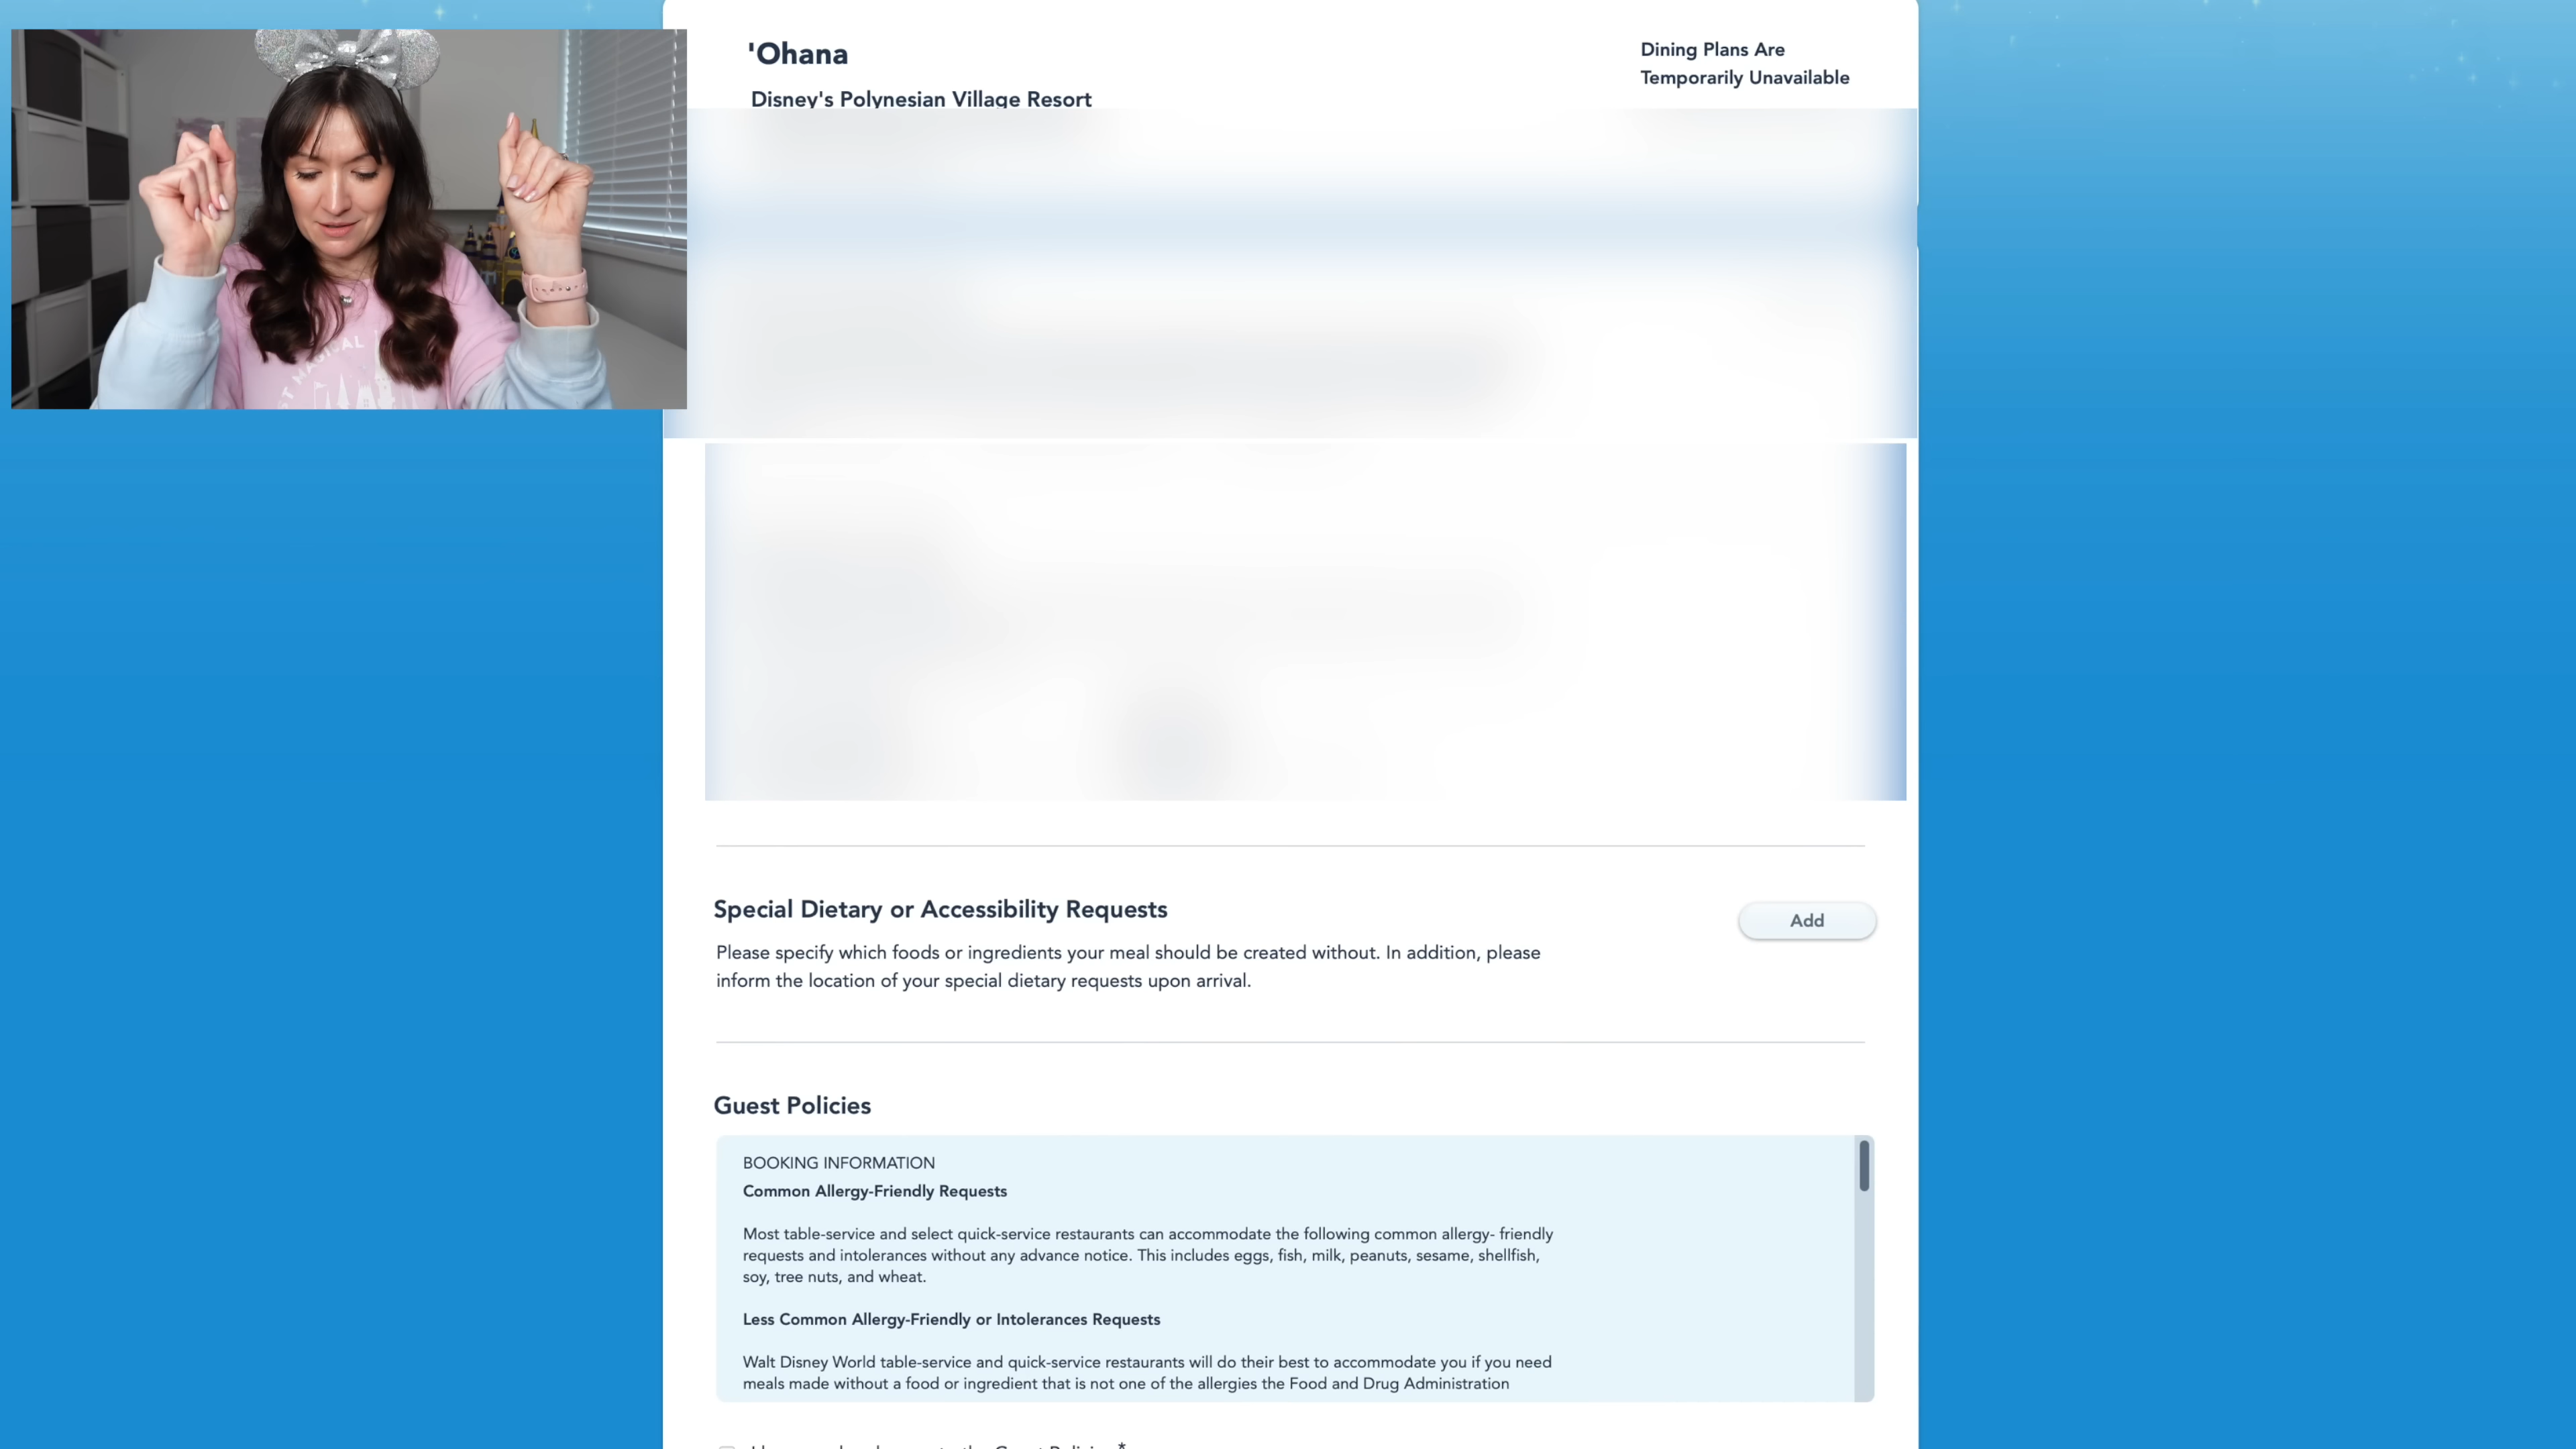 'Ohana
Dining Plans Are
Temporarily Unavailable
Disney's Polynesian Village Resort
Special Dietary or Accessibility Requests
Add
Please specify which foods or ingredients your meal should be created without. In addition, please
inform the location of your special dietary requests upon arrival.
Guest Policies
BOOKING INFORMATION
Common Allergy-Friendly Requests
Most table-service and select quick-service restaurants can accommodate the following common allergy- friendly
requests and intolerances without any advance notice. This includes eggs, fish, milk, peanuts, sesame, shellfish,
soy, tree nuts, and wheat.
Less Common Allergy-Friendly or Intolerances Requests
Walt Disney World table-service and quick-service restaurants will do their best to accommodate you if you need
meals made without a food or ingredient that is not one of the allergies the Food and Drug Administration